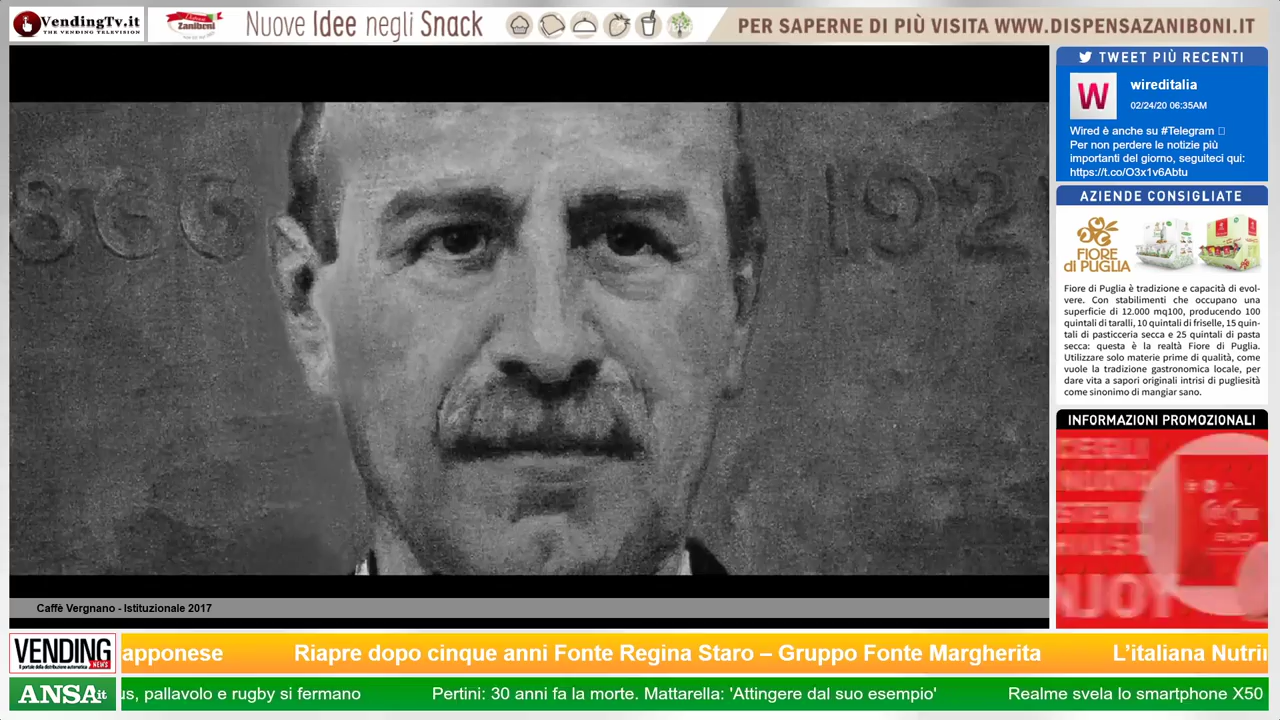 VendingTv.it
THE VENDING TELEVISION
Zaniboni
Nuove Idee negli Snack
PER SAPERNE DI PIÙ VISITA WWW.DISPENSAZANIBONI.IT
TWEET PIÙ RECENTI
W
wireditalia
02/24/20 06:35AM
Wired è anche su #Telegram
Per non perdere le notizie più
importanti del giorno, seguiteci qui:
https://t.co/O3x1v6Abtu
AZIENDE CONSIGLIATE
FIORE
di PUGLIA
Fiore di Puglia è tradizione e capacità di evol-
vere. Con stabilimenti che occupano una
superficie di 12.000 mq100, producendo 100
quintali di taralli, 10 quintali di friselle, 15 quin-
tali di pasticceria secca e 25 quintali di pasta
secca: questa è la realtà Fiore di Puglia.
Utilizzare solo materie prime di qualità, come
vuole la tradizione gastronomica locale, per
dare vita a sapori originali intrisi di pugliesità
come sinonimo di mangiar sano.
INFORMAZIONI PROMOZIONALI
Caffè Vergnano - Istituzionale 2017
VENDING
NEWS
Il portale della distribuzione automatica
apponese Riapre dopo cinque anni Fonte Regina Staro – Gruppo Fonte Margherita L'italiana Nutri
ANSA.it
us, pallavolo e rugby si fermano Pertini: 30 anni fa la morte. Mattarella: 'Attingere dal suo esempio' Realme svela lo smartphone X50